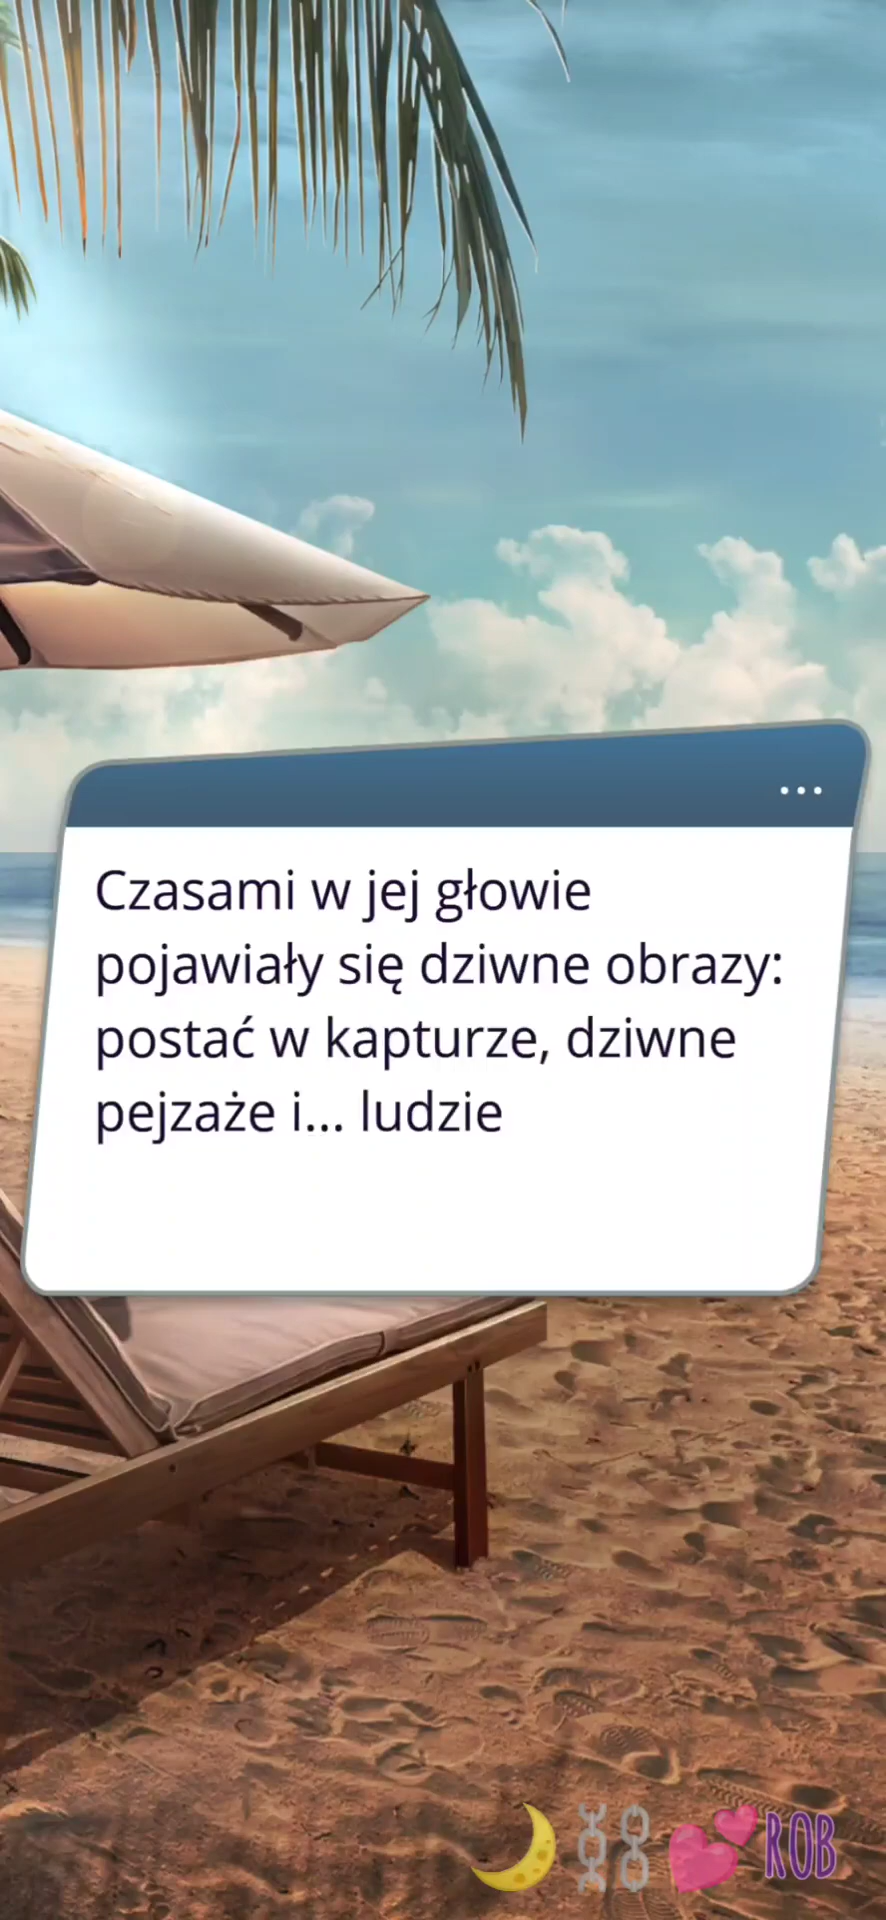 Czasami w jej głowie
pojawiały się dziwne obrazy:
postać w kapturze, dziwne
pejzaże i... ludzie
ROB